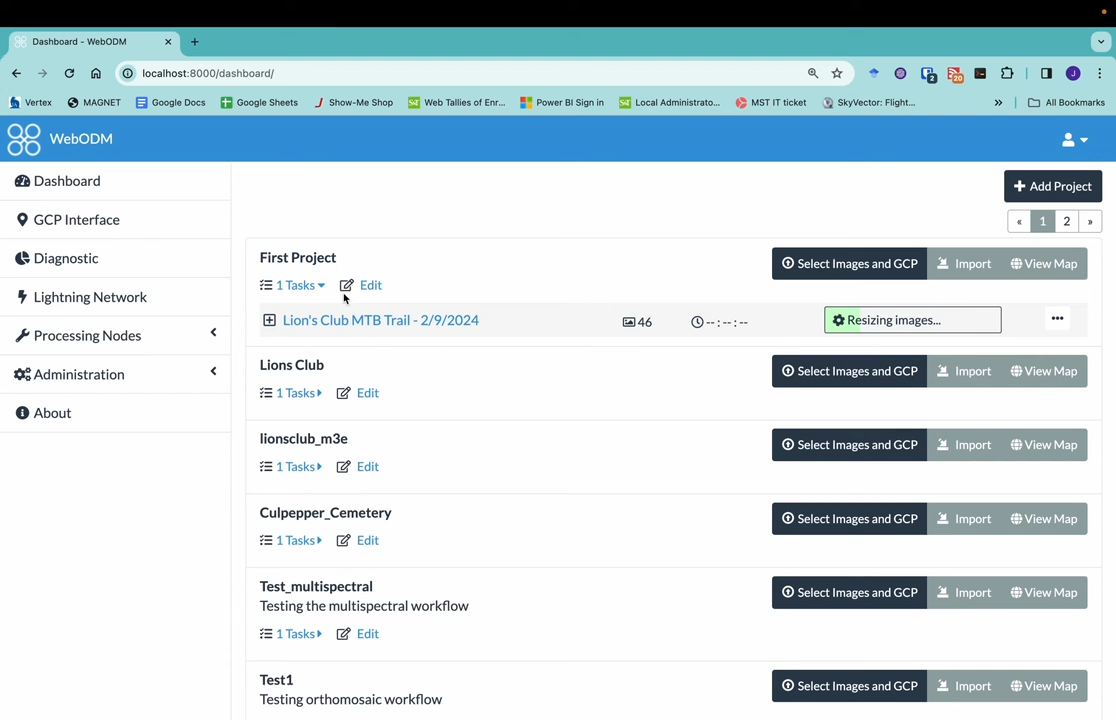 Dashboard - WebODM
localhost:8000/dashboard/
2 20 J
Vertex MAGNET Google Docs Google Sheets Show-Me Shop Web Tallies of Enr... Power BI Sign in Local Administrato... MST IT ticket SkyVector: Flight... » All Bookmarks
WebODM
Dashboard
GCP Interface
Diagnostic
Lightning Network
Processing Nodes
Administration
About
Add Project
« 1 2 »
First Project
Select Images and GCP Import View Map
1 Tasks Edit
Lion's Club MTB Trail - 2/9/2024 46 -- : -- : -- Resizing images...
Lions Club
Select Images and GCP Import View Map
1 Tasks Edit
lionsclub_m3e
Select Images and GCP Import View Map
1 Tasks Edit
Culpepper_Cemetery
Select Images and GCP Import View Map
1 Tasks Edit
Test_multispectral
Select Images and GCP Import View Map
Testing the multispectral workflow
1 Tasks Edit
Test1
Select Images and GCP Import View Map
Testing orthomosaic workflow